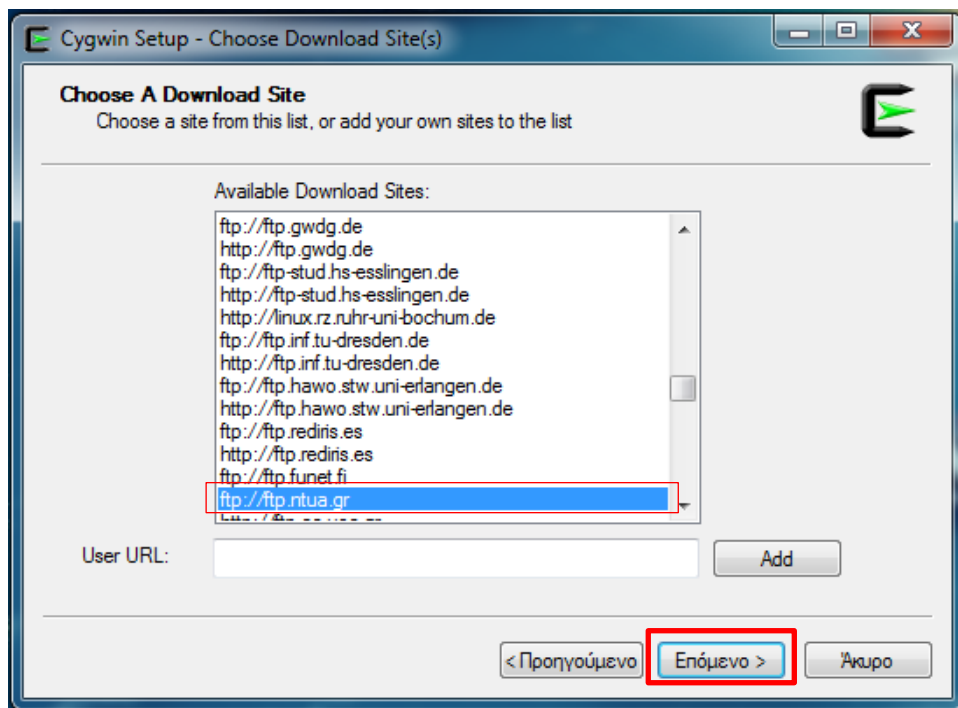 Cygwin Setup - Choose Download Site(s)
Choose A Download Site
Choose a site from this list, or add your own sites to the list
Available Download Sites:
ftp://ftp.gwdg.de
http://ftp.gwdg.de
ftp://ftp-stud.hs-esslingen.de
http://ftp-stud.hs-esslingen.de
http://linux.rz.ruhr-uni-bochum.de
ftp://ftp.inf.tu-dresden.de
http://ftp.inf.tu-dresden.de
ftp://ftp.hawo.stw.uni-erlangen.de
http://ftp.hawo.stw.uni-erlangen.de
ftp://ftp.rediris.es
http://ftp.rediris.es
ftp://ftp.funet.fi
ftp://ftp.ntua.gr
User URL:
Add
< Προηγούμενο
Επόμενο >
Άκυρο